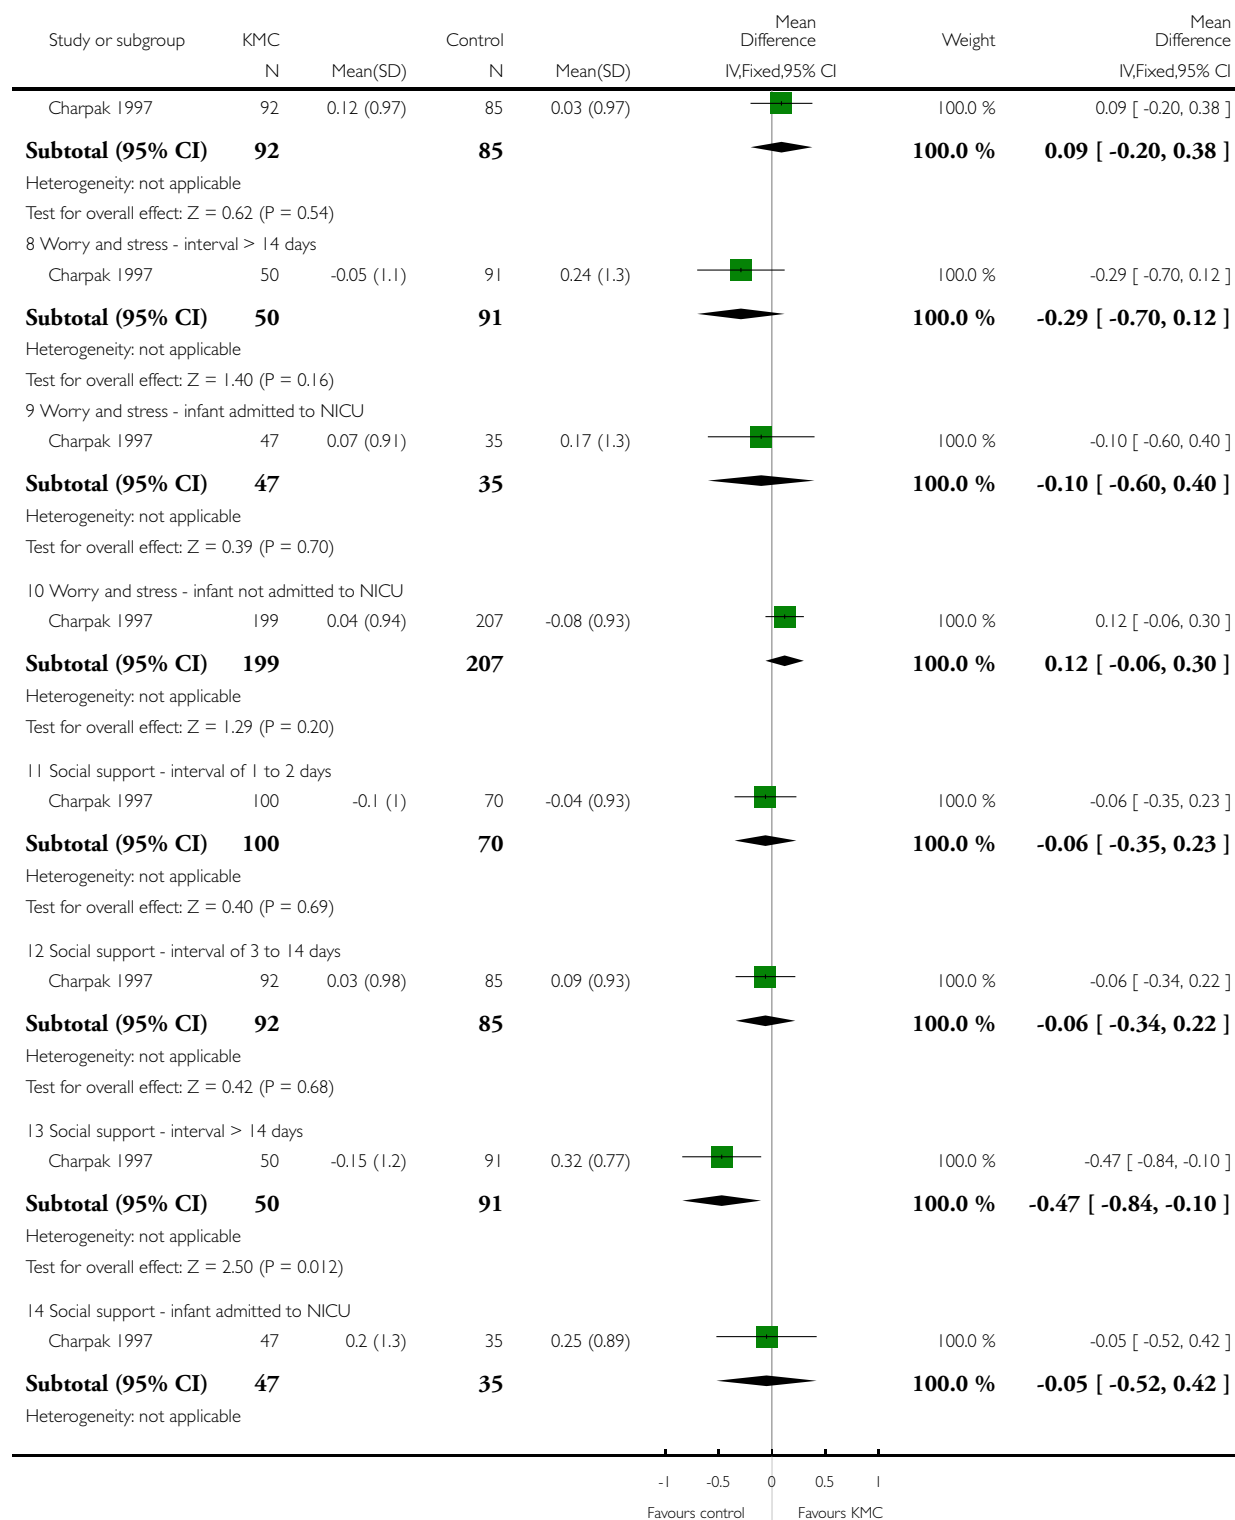 Mean Mean
Study or subgroup KMC Control Difference Weight Difference
N Mean(SD) N Mean(SD) IV,Fixed,95% CI IV,Fixed,95% CI
Charpak 1997 92 0.12 (0.97) 85 0.03 (0.97) 100.0 % 0.09 [ -0.20, 0.38 ]
Subtotal (95% CI) 92 85 100.0 % 0.09 [ -0.20, 0.38 ]
Heterogeneity: not applicable
Test for overall effect: Z = 0.62 (P = 0.54)
8 Worry and stress - interval > 14 days
Charpak 1997 50 -0.05 (1.1) 91 0.24 (1.3) 100.0 % -0.29 [ -0.70, 0.12 ]
Subtotal (95% CI) 50 91 100.0 % -0.29 [ -0.70, 0.12 ]
Heterogeneity: not applicable
Test for overall effect: Z = 1.40 (P = 0.16)
9 Worry and stress - infant admitted to NICU
Charpak 1997 47 0.07 (0.91) 35 0.17 (1.3) 100.0 % -0.10 [ -0.60, 0.40 ]
Subtotal (95% CI) 47 35 100.0 % -0.10 [ -0.60, 0.40 ]
Heterogeneity: not applicable
Test for overall effect: Z = 0.39 (P = 0.70)
10 Worry and stress - infant not admitted to NICU
Charpak 1997 199 0.04 (0.94) 207 -0.08 (0.93) 100.0 % 0.12 [ -0.06, 0.30 ]
Subtotal (95% CI) 199 207 100.0 % 0.12 [ -0.06, 0.30 ]
Heterogeneity: not applicable
Test for overall effect: Z = 1.29 (P = 0.20)
11 Social support - interval of 1 to 2 days
Charpak 1997 100 -0.1 (1) 70 -0.04 (0.93) 100.0 % -0.06 [ -0.35, 0.23 ]
Subtotal (95% CI) 100 70 100.0 % -0.06 [ -0.35, 0.23 ]
Heterogeneity: not applicable
Test for overall effect: Z = 0.40 (P = 0.69)
12 Social support - interval of 3 to 14 days
Charpak 1997 92 0.03 (0.98) 85 0.09 (0.93) 100.0 % -0.06 [ -0.34, 0.22 ]
Subtotal (95% CI) 92 85 100.0 % -0.06 [ -0.34, 0.22 ]
Heterogeneity: not applicable
Test for overall effect: Z = 0.42 (P = 0.68)
13 Social support - interval > 14 days
Charpak 1997 50 -0.15 (1.2) 91 0.32 (0.77) 100.0 % -0.47 [ -0.84, -0.10 ]
Subtotal (95% CI) 50 91 100.0 % -0.47 [ -0.84, -0.10 ]
Heterogeneity: not applicable
Test for overall effect: Z = 2.50 (P = 0.012)
14 Social support - infant admitted to NICU
Charpak 1997 47 0.2 (1.3) 35 0.25 (0.89) 100.0 % -0.05 [ -0.52, 0.42 ]
Subtotal (95% CI) 47 35 100.0 % -0.05 [ -0.52, 0.42 ]
Heterogeneity: not applicable
-1 -0.5 0 0.5 1
Favours control Favours KMC